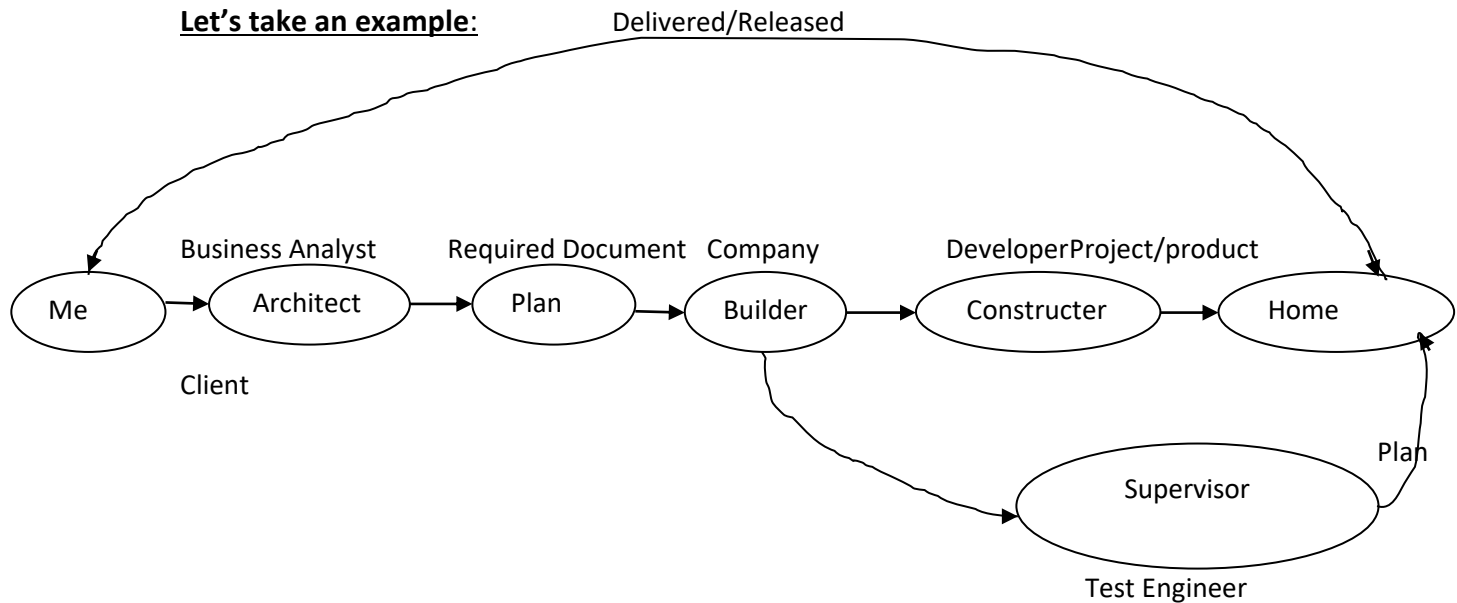 Let’s take an example: Delivered/Released
Business Analyst Required Document Company DeveloperProject/product
Me Architect Plan Builder Constructer Home
Client
Plan
Supervisor
Test Engineer